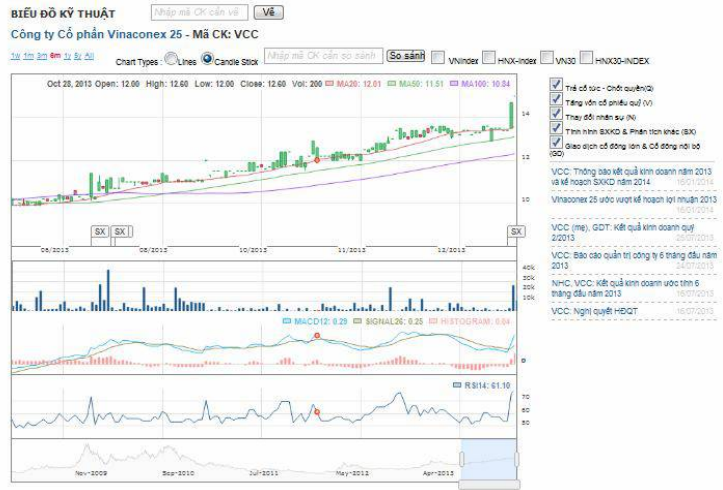 BIỂU ĐỒ KỸ THUẬT
Nhập mã CK cần vẽ
Vẽ
Công ty Cổ phần Vinaconex 25 - Mã CK: VCC
1w 1m 3m 6m 1y 5y All
Chart Types : Lines Candle Stick
Nhập mã CK cần so sánh
So sánh
VNIndex HNX-Index VN30 HNX30-INDEX
Oct 28, 2013 Open: 12.00 High: 12.60 Low: 12.00 Close: 12.60 Vol: 200 MA20: 12.01 MA50: 11.51 MA100: 10.84
14
12
10
SX SX SX
06/2013 08/2013 10/2013 11/2013 12/2013
40k
30k
20k
10k
MACD12: 0.29 SIGNAL26: 0.25 HISTOGRAM: 0.04
0
RSI14: 61.10
70
60
50
Nov-2009 Sep-2010 Jul-2011 May-2012 Apr-2013
Trả cổ tức - Chốt quyền(Q)
Tăng vốn cổ phiếu quỹ (V)
Thay đổi nhân sự (N)
Tình hình SXKD & Phân tích khác (SX)
Giao dịch cổ đông lớn & Cổ đông nội bộ
(GD)
VCC: Thông báo kết quả kinh doanh năm 2013
và kế hoạch SXKD năm 2014 16/01/2014
Vinaconex 25 ước vượt kế hoạch lợi nhuận 2013
16/01/2014
VCC (mẹ), GDT: Kết quả kinh doanh quý
2/2013 25/07/2013
VCC: Báo cáo quản trị công ty 6 tháng đầu năm
2013 24/07/2013
NHC, VCC: Kết quả kinh doanh ước tính 6
tháng đầu năm 2013 16/07/2013
VCC: Nghị quyết HĐQT 16/07/2013